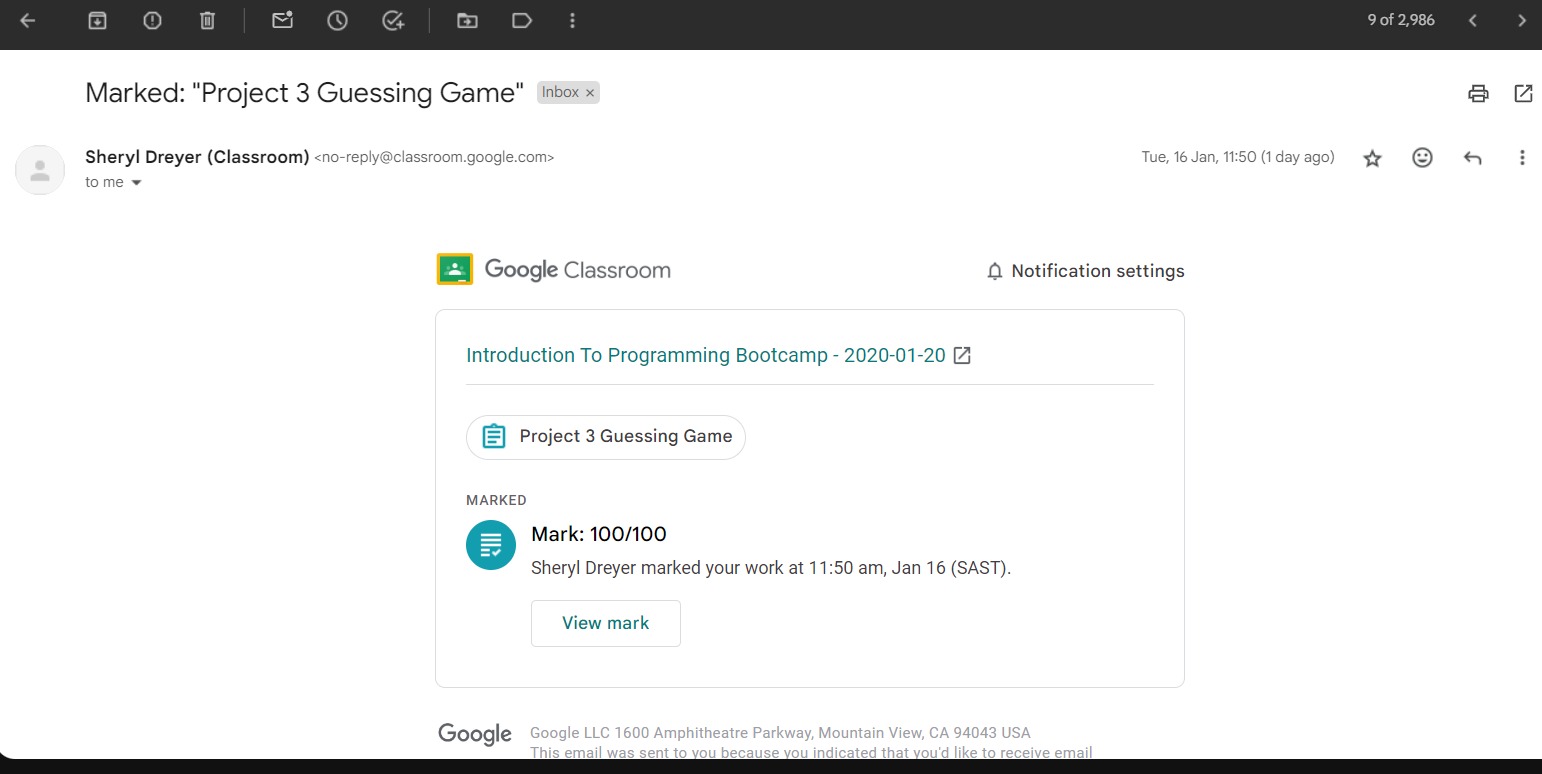 9 of 2,986
Marked: "Project 3 Guessing Game" Inbox ×
Sheryl Dreyer (Classroom) <no-reply@classroom.google.com> Tue, 16 Jan, 11:50 (1 day ago)
to me
Google Classroom Notification settings
Introduction To Programming Bootcamp - 2020-01-20
Project 3 Guessing Game
MARKED
Mark: 100/100
Sheryl Dreyer marked your work at 11:50 am, Jan 16 (SAST).
View mark
Google Google LLC 1600 Amphitheatre Parkway, Mountain View, CA 94043 USA
This email was sent to you because you indicated that you'd like to receive email